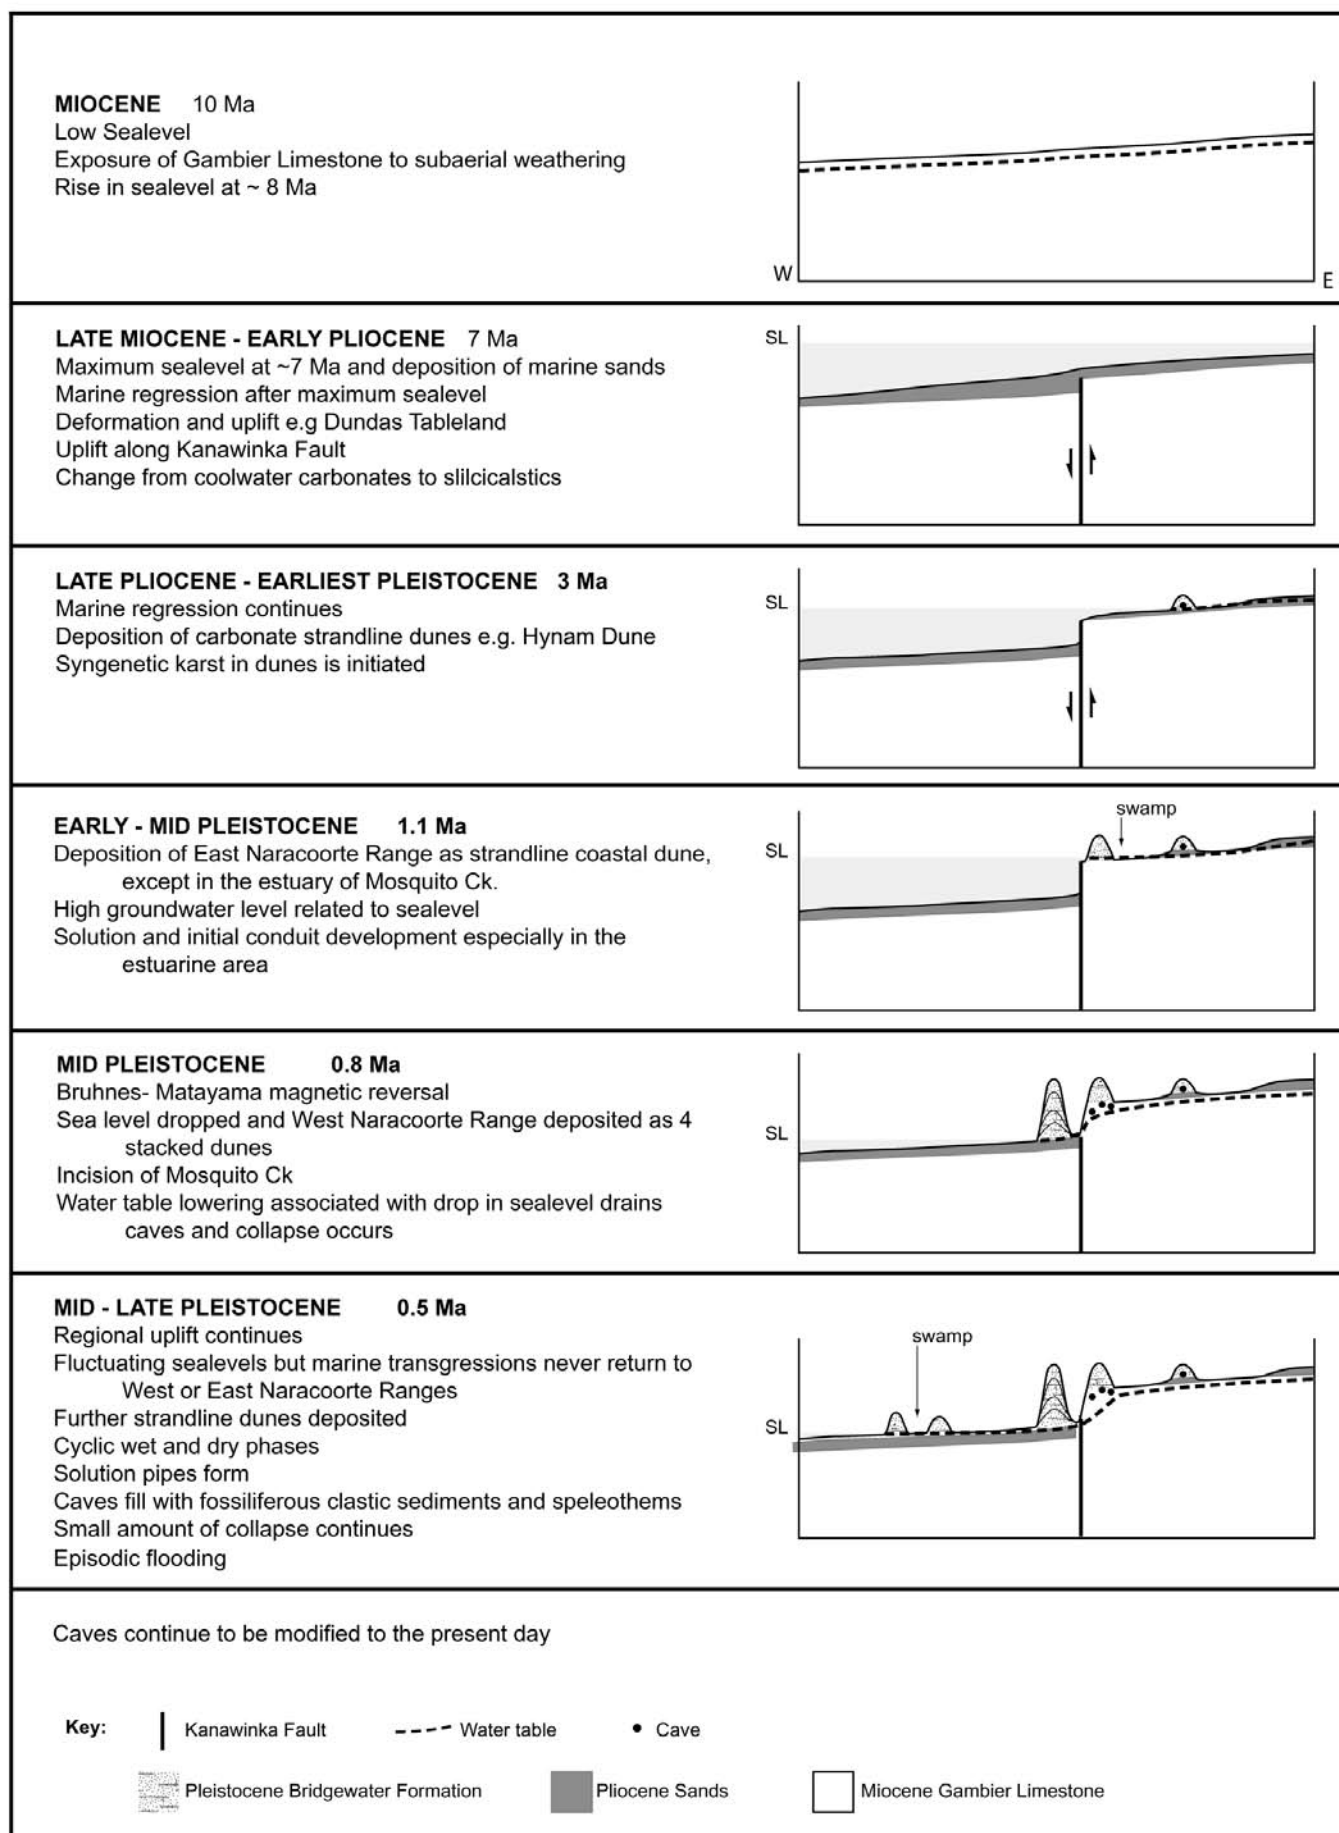 MIOCENE 10 Ma
Low Sealevel
Exposure of Gambier Limestone to subaerial weathering
Rise in sealevel at ~ 8 Ma
W
E
LATE MIOCENE - EARLY PLIOCENE 7 Ma
Maximum sealevel at ~7 Ma and deposition of marine sands
Marine regression after maximum sealevel
Deformation and uplift e.g Dundas Tableland
Uplift along Kanawinka Fault
Change from coolwater carbonates to slilcicalstics
SL
LATE PLIOCENE - EARLIEST PLEISTOCENE 3 Ma
Marine regression continues
Deposition of carbonate strandline dunes e.g. Hynam Dune
Syngenetic karst in dunes is initiated
SL
EARLY - MID PLEISTOCENE 1.1 Ma
Deposition of East Naracoorte Range as strandline coastal dune,
except in the estuary of Mosquito Ck.
High groundwater level related to sealevel
Solution and initial conduit development especially in the
estuarine area
swamp
SL
MID PLEISTOCENE 0.8 Ma
Bruhnes- Matayama magnetic reversal
Sea level dropped and West Naracoorte Range deposited as 4
stacked dunes
Incision of Mosquito Ck
Water table lowering associated with drop in sealevel drains
caves and collapse occurs
SL
MID - LATE PLEISTOCENE 0.5 Ma
Regional uplift continues
Fluctuating sealevels but marine transgressions never return to
West or East Naracoorte Ranges
Further strandline dunes deposited
Cyclic wet and dry phases
Solution pipes form
Caves fill with fossiliferous clastic sediments and speleothems
Small amount of collapse continues
Episodic flooding
swamp
SL
Caves continue to be modified to the present day
Key: Kanawinka Fault Water table Cave
Pleistocene Bridgewater Formation Pliocene Sands Miocene Gambier Limestone